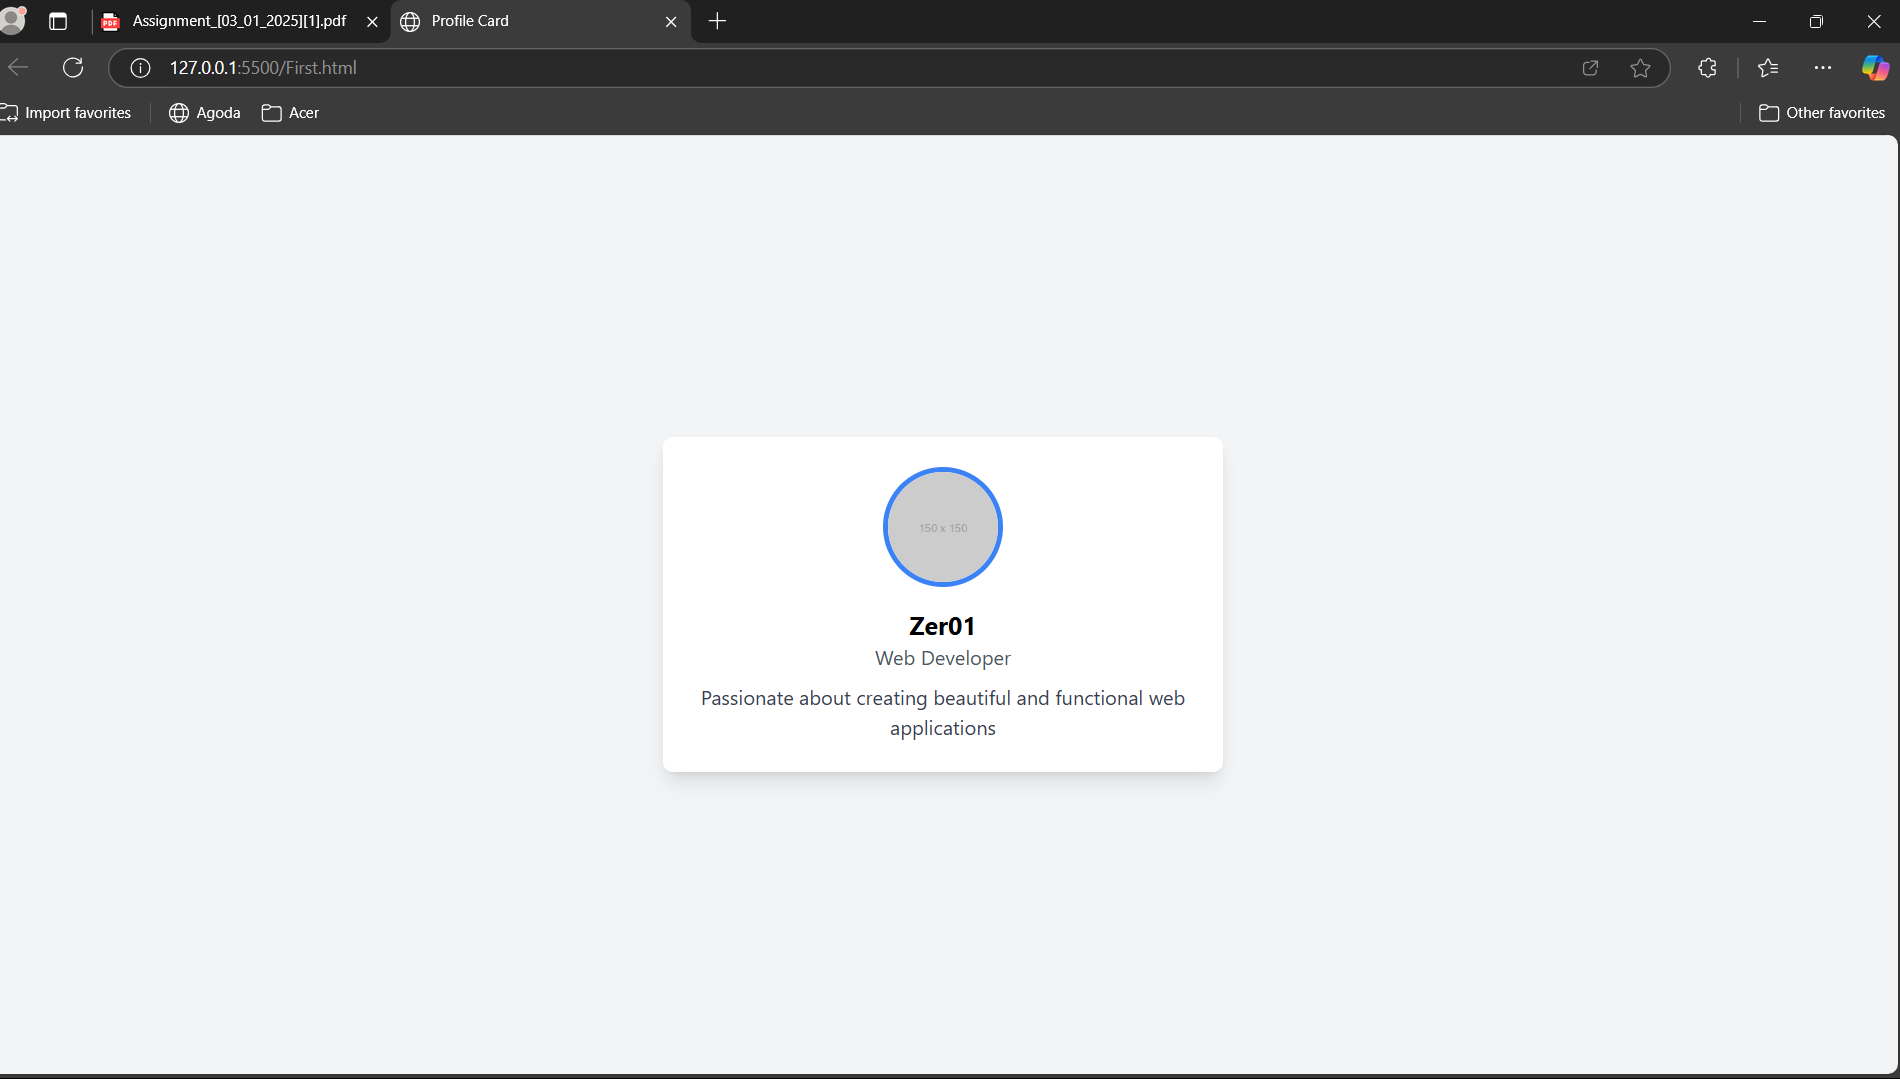 Assignment_[03_01_2025][1].pdf
Profile Card
127.0.0.1:5500/First.html
Import favorites
Agoda
Acer
Other favorites
150 x 150
Zer01
Web Developer
Passionate about creating beautiful and functional web
applications